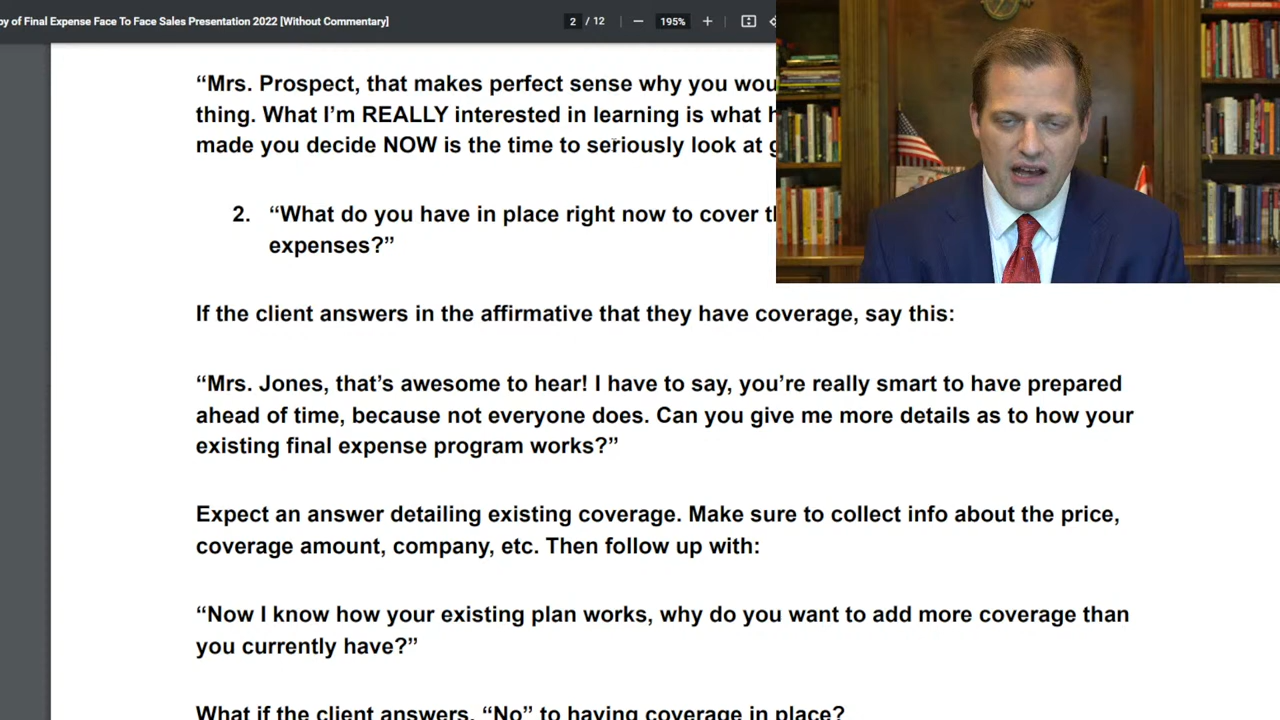 py of Final Expense Face To Face Sales Presentation 2022 [Without Commentary]
2 / 12
195%
“Mrs. Prospect, that makes perfect sense why you wou
thing. What I’m REALLY interested in learning is what h
made you decide NOW is the time to seriously look at g
2. “What do you have in place right now to cover th
expenses?”
If the client answers in the affirmative that they have coverage, say this:
“Mrs. Jones, that’s awesome to hear! I have to say, you’re really smart to have prepared
ahead of time, because not everyone does. Can you give me more details as to how your
existing final expense program works?”
Expect an answer detailing existing coverage. Make sure to collect info about the price,
coverage amount, company, etc. Then follow up with:
“Now I know how your existing plan works, why do you want to add more coverage than
you currently have?”
What if the client answers, “No” to having coverage in place?